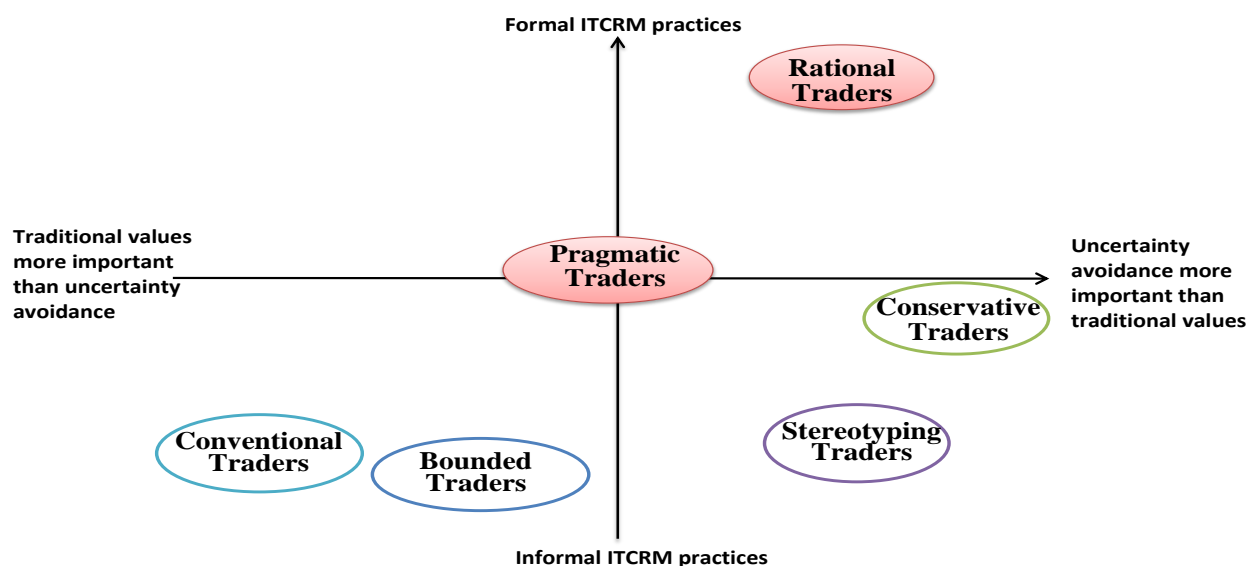 Formal ITCRM practices
Rational
Traders
Traditional values
more important
than uncertainty
avoidance
Pragmatic
Traders
Uncertainty
avoidance more
important than
traditional values
Conservative
Traders
Conventional
Traders
Bounded
Traders
Stereotyping
Traders
Informal ITCRM practices